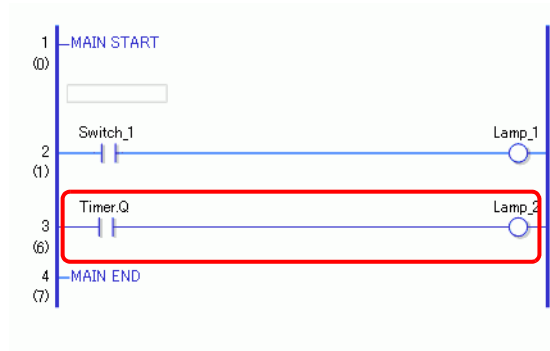 1 MAIN START
(0)
Switch_1 Lamp_1
2
(1)
Timer.Q Lamp_2
3
(6)
4 MAIN END
(7)